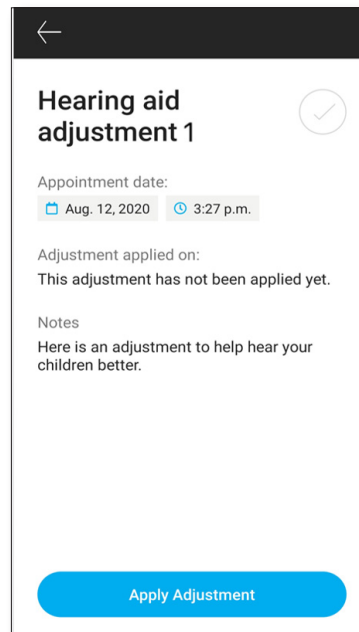 Hearing aid
adjustment 1
Appointment date:
Aug. 12, 2020 3:27 p.m.
Adjustment applied on:
This adjustment has not been applied yet.
Notes
Here is an adjustment to help hear your
children better.
Apply Adjustment